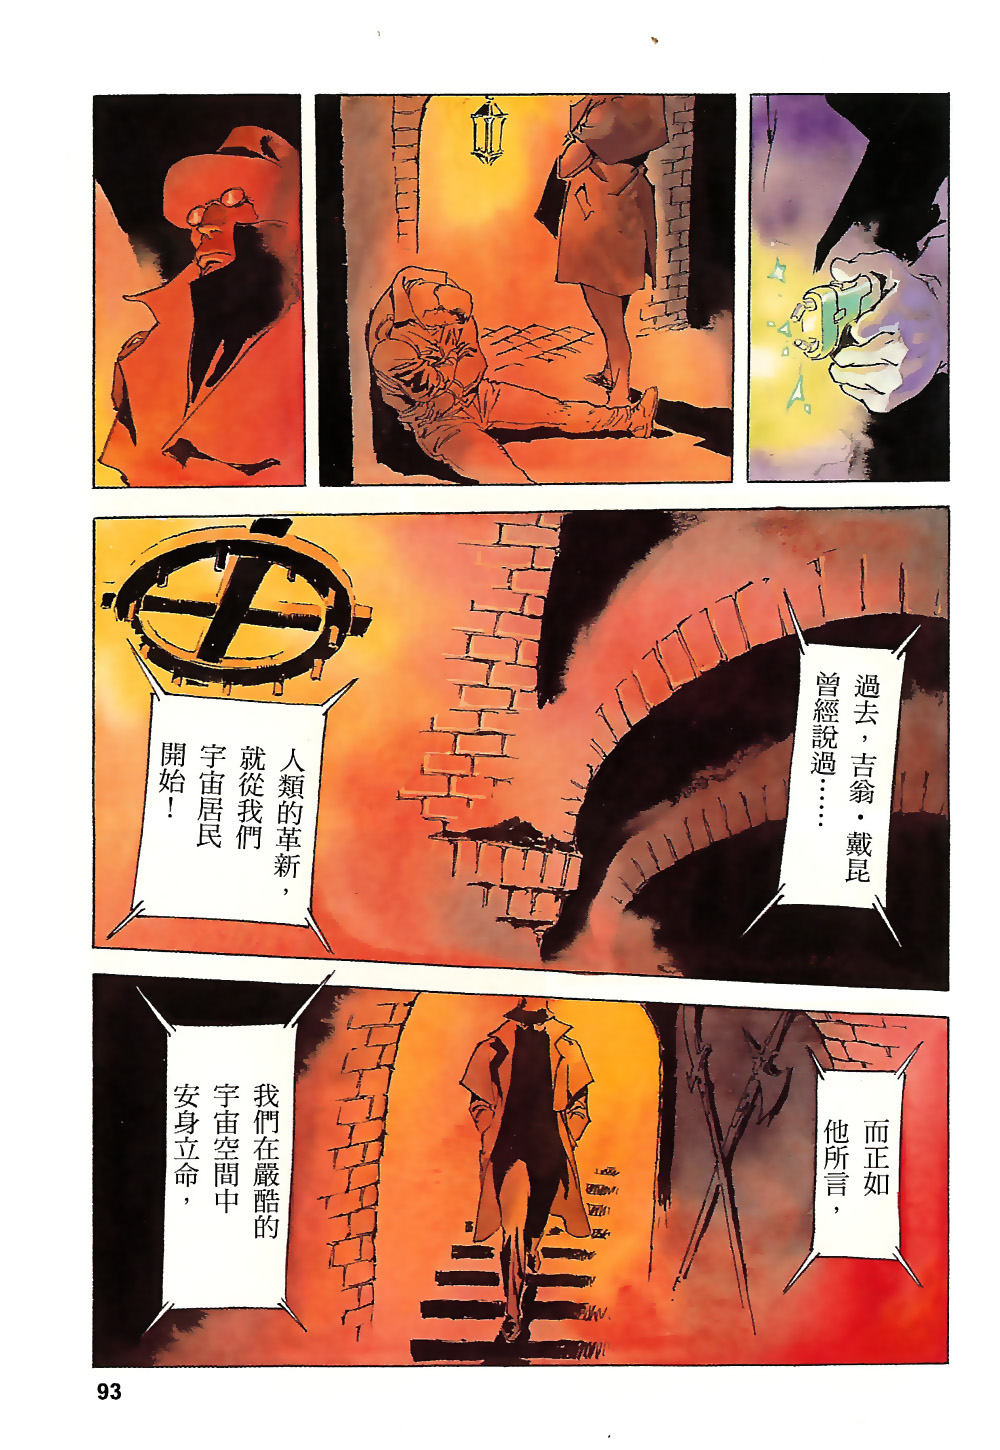 過去，吉翁・戴昆
曾經說過……
人類的革新，
就從我們
宇宙居民
開始！
而正如
他所言，
我們在嚴酷的
宇宙空間中
安身立命，
93